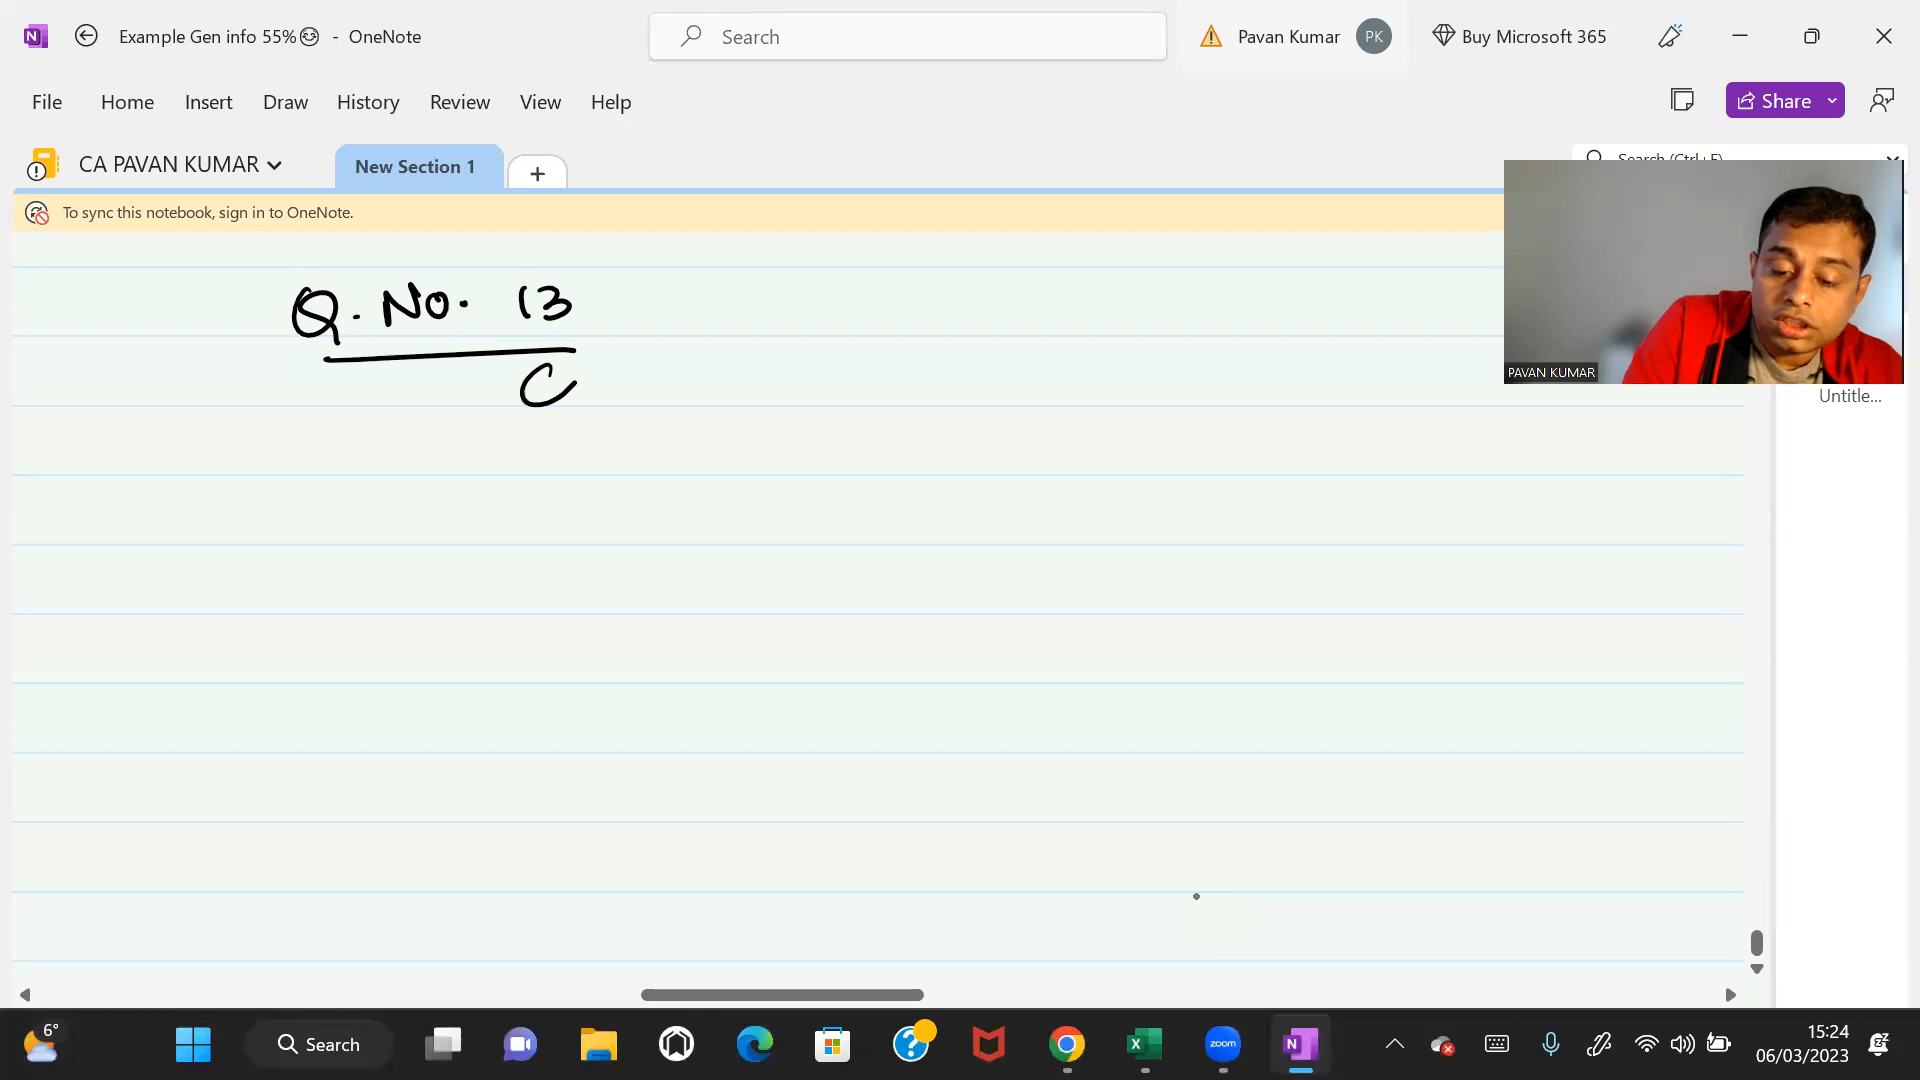 Example Gen info 55%😊 - OneNote
Search
Pavan Kumar
PK
Buy Microsoft 365
File Home Insert Draw History Review View Help
Share
CA PAVAN KUMAR
New Section 1
+
To sync this notebook, sign in to OneNote.
Q. No. 13
C
PAVAN KUMAR
Untitle...
6°
Search
zoom
15:24
06/03/2023